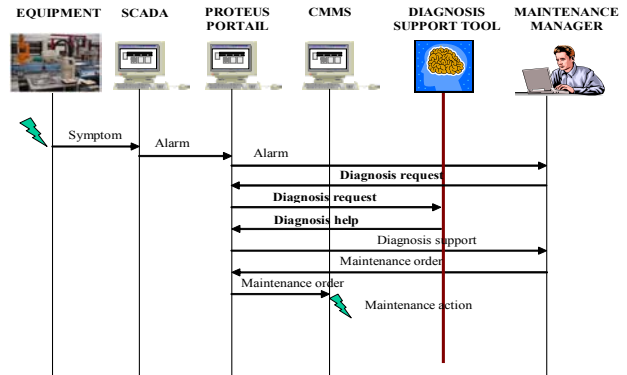 EQUIPMENT SCADA PROTEUS CMMS DIAGNOSIS MAINTENANCE
PORTAIL SUPPORT TOOL MANAGER
Symptom
Alarm
Alarm
Diagnosis request
Diagnosis request
Diagnosis help
Diagnosis support
Maintenance order
Maintenance order
Maintenance action